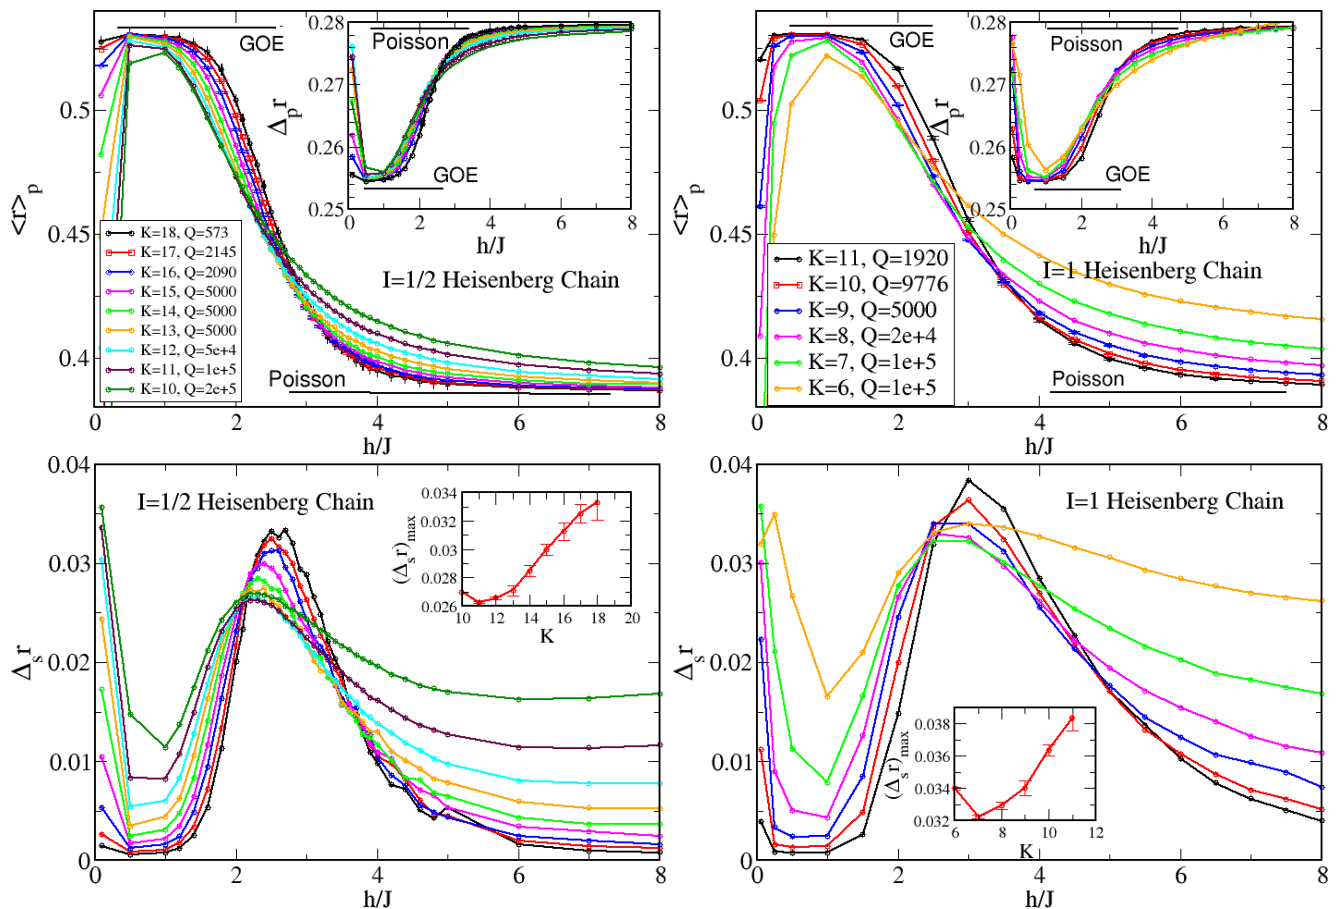 GOE
Poisson
GOE
I=1/2 Heisenberg Chain
Poisson
K=18, Q=573
K=17, Q=2145
K=16, Q=2090
K=15, Q=5000
K=14, Q=5000
K=13, Q=5000
K=12, Q=5e+4
K=11, Q=1e+5
K=10, Q=2e+5
<r>p
0.5
0.45
0.4
0 2 4 6 8
h/J
Δpr
0.28
0.27
0.26
0.25
0 2 4 6 8
h/J
GOE
Poisson
GOE
I=1 Heisenberg Chain
Poisson
K=11, Q=1920
K=10, Q=9776
K=9, Q=5000
K=8, Q=2e+4
K=7, Q=1e+5
K=6, Q=1e+5
<r>p
0.5
0.45
0.4
0 2 4 6 8
h/J
Δpr
0.28
0.27
0.26
0.25
0 2 4 6 8
h/J
I=1/2 Heisenberg Chain
Δsr
0.04
0.03
0.02
0.01
0
0 2 4 6 8
h/J
(Δsr)max
0.034
0.032
0.03
0.028
0.026
10 12 14 16 18 20
K
I=1 Heisenberg Chain
Δsr
0.04
0.03
0.02
0.01
0
0 2 4 6 8
h/J
(Δsr)max
0.038
0.036
0.034
0.032
6 8 10 12
K